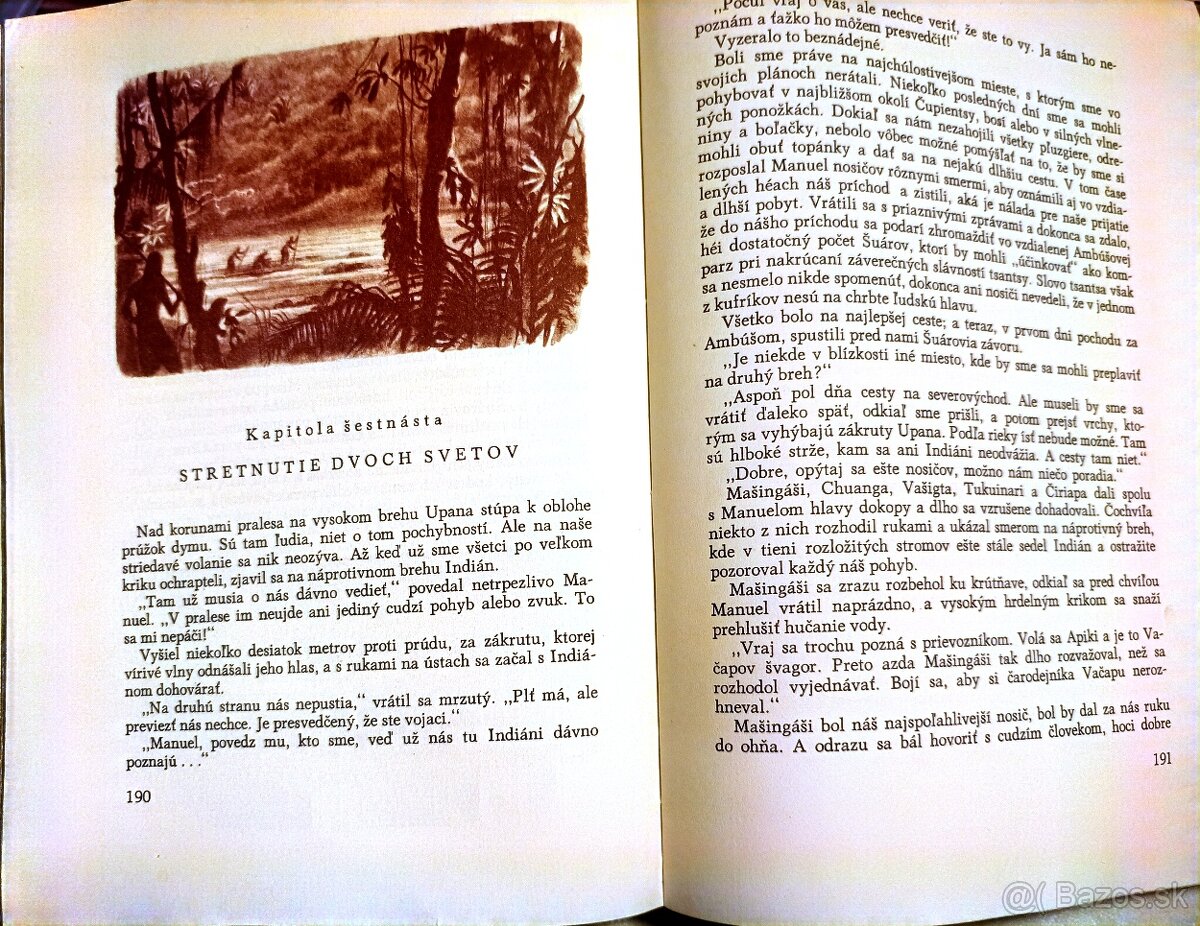 Kapitola šestnásta
STRETNUTIE DVOCH SVETOV
Nad korunami pralesa na vysokom brehu Upana stúpa k oblohe
prúžok dymu. Sú tam ľudia, niet o tom pochybností. Ale na naše
striedavé volanie sa nik neozýva. Až keď už sme všetci po veľkom
kriku ochrapteli, zjavil sa na náprotivnom brehu Indián.
„Tam už musia o nás dávno vedieť,“ povedal netrpezlivo Ma-
nuel. „V pralese im neujde ani jediný cudzí pohyb alebo zvuk. To
sa mi nepáči!“
Vyšiel niekoľko desiatok metrov proti prúdu, za zákrutu, ktorej
vírivé vlny odnášali jeho hlas, a s rukami na ústach sa začal s Indiá-
nom dohovárať.
„Na druhú stranu nás nepustia,“ vrátil sa mrzutý. „Plť má, ale
previezť nás nechce. Je presvedčený, že ste vojaci.“
„Manuel, povedz mu, kto sme, veď už nás tu Indiáni dávno
poznajú . . .“
190
„Počul vraj o vás, ale nechce veriť, že ste to vy. Ja sám ho ne-
poznám a ťažko ho môžem presvedčiť!“
Vyzeralo to beznádejné.
Boli sme práve na najchúlostivejšom mieste, s ktorým sme vo
svojich plánoch nerátali. Niekoľko posledných dní sme sa mohli
pohybovať v najbližšom okolí Čupientsy, bosí alebo v silných vlne-
ných ponožkách. Dokiaľ sa nám nezahojili všetky pluzgiere, odre-
niny a boľačky, nebolo vôbec možné pomýšľať na to, že by sme si
mohli obuť topánky a dať sa na nejakú dlhšiu cestu. V tom čase
rozposlal Manuel nosičov rôznymi smermi, aby oznámili aj vo vzdia-
lených héach náš príchod a zistili, aká je nálada pre naše prijatie
a dlhší pobyt. Vrátili sa s priaznivými zprávami a dokonca sa zdalo,
že do nášho príchodu sa podarí zhromaždiť vo vzdialenej Ambúšovej
héi dostatočný počet Šuárov, ktorí by mohli „účinkovať“ ako kom-
parz pri nakrúcaní záverečných slávností tsantsy. Slovo tsantsa však
sa nesmelo nikde spomenúť, dokonca ani nosiči nevedeli, že v jednom
z kufríkov nesú na chrbte ľudskú hlavu.
Všetko bolo na najlepšej ceste; a teraz, v prvom dni pochodu za
Ambúšom, spustili pred nami Šuárovia závoru.
„Je niekde v blízkosti iné miesto, kde by sme sa mohli preplaviť
na druhý breh?“
„Aspoň pol dňa cesty na severovýchod. Ale museli by sme sa
vrátiť ďaleko späť, odkiaľ sme prišli, a potom prejsť vrchy, kto-
rým sa vyhýbajú zákruty Upana. Podľa rieky ísť nebude možné. Tam
sú hlboké strže, kam sa ani Indiáni neodvážia. A cesty tam niet.“
„Dobre, opýtaj sa ešte nosičov, možno nám niečo poradia.“
Mašingáši, Chuanga, Vašigta, Tukuinari a Čiriapa dali spolu
s Manuelom hlavy dokopy a dlho sa vzrušene dohadovali. Čochvíľa
niekto z nich rozhodil rukami a ukázal smerom na náprotivný breh,
kde v tieni rozložitých stromov ešte stále sedel Indián a ostražite
pozoroval každý náš pohyb.
Mašingáši sa zrazu rozbehol ku krútňave, odkiaľ sa pred chvíľou
Manuel vrátil naprázdno, a vysokým hrdelným krikom sa snaží
prehlušiť hučanie vody.
„Vraj sa trochu pozná s prievozníkom. Volá sa Apiki a je to Va-
čapov švagor. Preto azda Mašingáši tak dlho rozvažoval, než sa
rozhodol vyjednávať. Bojí sa, aby si čarodejníka Vačapu neroz-
hneval.“
Mašingáši bol náš najspoľahlivejší nosič, bol by dal za nás ruku
do ohňa. A odrazu sa bál hovoriť s cudzím človekom, hoci dobre
191
@( Bazos.sk